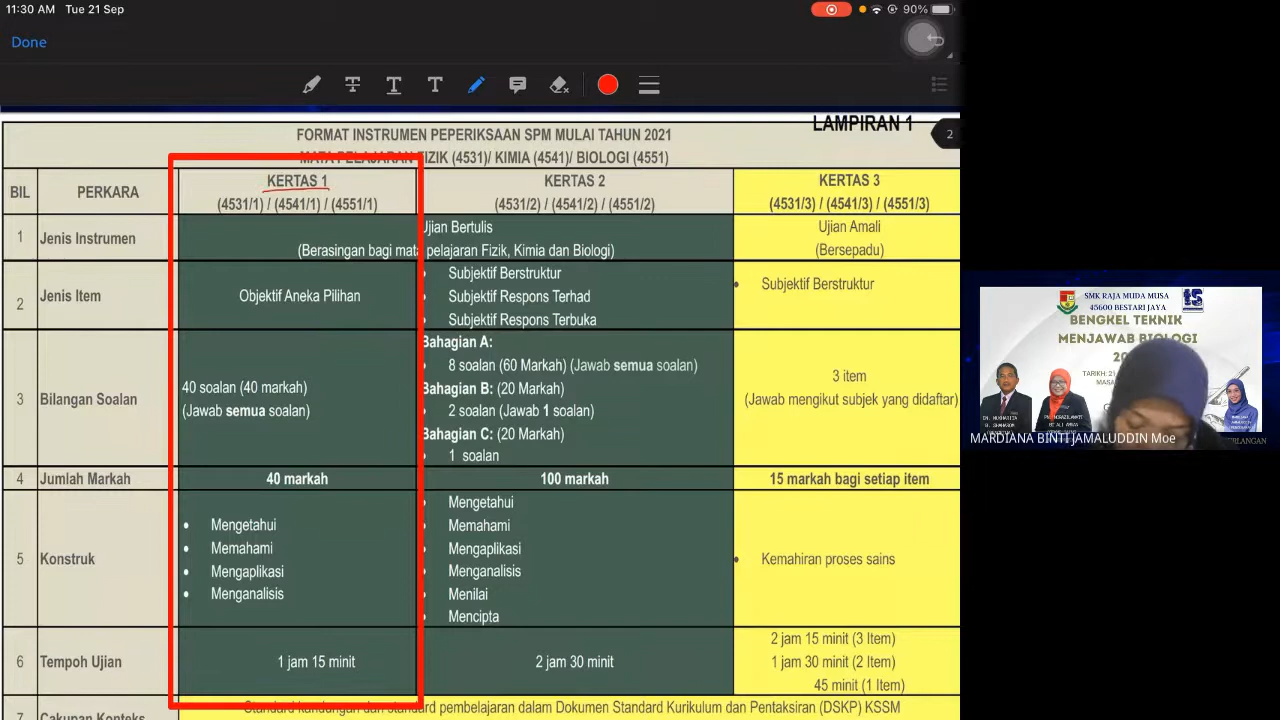 11:30 AM Tue 21 Sep
90%
Done
LAMPIRAN 1
2
FORMAT INSTRUMEN PEPERIKSAAN SPM MULAI TAHUN 2021
MATA PELAJARAN FIZIK (4531)/ KIMIA (4541)/ BIOLOGI (4551)
BIL
PERKARA
KERTAS 1
(4531/1) / (4541/1) / (4551/1)
KERTAS 2
(4531/2) / (4541/2) / (4551/2)
KERTAS 3
(4531/3) / (4541/3) / (4551/3)
1
Jenis Instrumen
Ujian Bertulis
(Berasingan bagi mata pelajaran Fizik, Kimia dan Biologi)
Ujian Amali
(Bersepadu)
2
Jenis Item
Objektif Aneka Pilihan
Subjektif Berstruktur
Subjektif Respons Terhad
Subjektif Respons Terbuka
Subjektif Berstruktur
3
Bilangan Soalan
40 soalan (40 markah)
(Jawab semua soalan)
Bahagian A:
8 soalan (60 Markah) (Jawab semua soalan)
Bahagian B: (20 Markah)
2 soalan (Jawab 1 soalan)
Bahagian C: (20 Markah)
1 soalan
3 item
(Jawab mengikut subjek yang didaftar)
4
Jumlah Markah
40 markah
100 markah
15 markah bagi setiap item
5
Konstruk
Mengetahui
Memahami
Mengaplikasi
Menganalisis
Mengetahui
Memahami
Mengaplikasi
Menganalisis
Menilai
Mencipta
Kemahiran proses sains
6
Tempoh Ujian
1 jam 15 minit
2 jam 30 minit
2 jam 15 minit (3 Item)
1 jam 30 minit (2 Item)
45 minit (1 Item)
7
Cakupan Konteks
Standard kandungan dan standard pembelajaran dalam Dokumen Standard Kurikulum dan Pentaksiran (DSKP) KSSM
SMK RAJA MUDA MUSA
45600 BESTARI JAYA
BENGKEL TEKNIK
MENJAWAB BIOLOGI
TARIKH: 21
MASA
MARDIANA BINTI JAMALUDDIN Moe